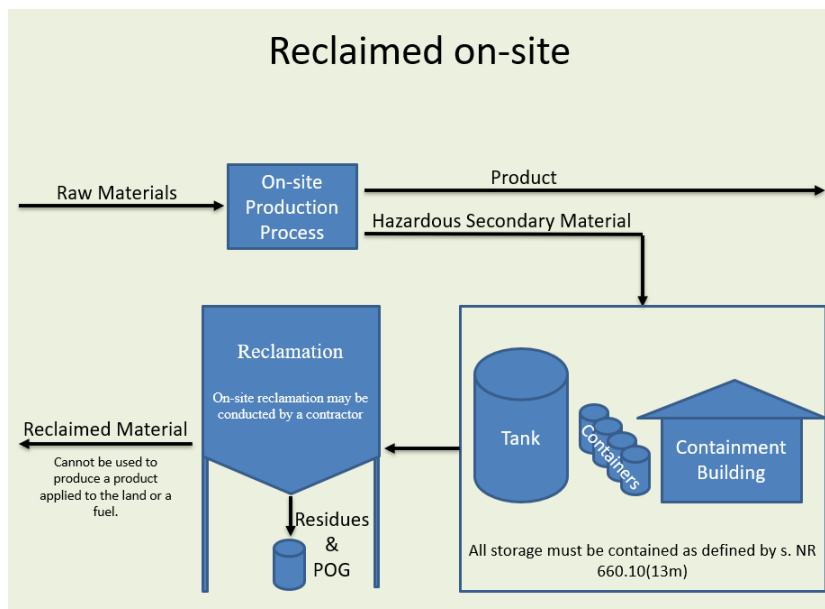 Reclaimed on-site
Raw Materials
On-site
Production
Process
Product
Hazardous Secondary Material
Reclamation
On-site reclamation may be
conducted by a contractor
Reclaimed Material
Cannot be used to
produce a product
applied to the land or a
fuel.
Residues
&
POG
Tank
Containers
Containment
Building
All storage must be contained as defined by s. NR
660.10(13m)